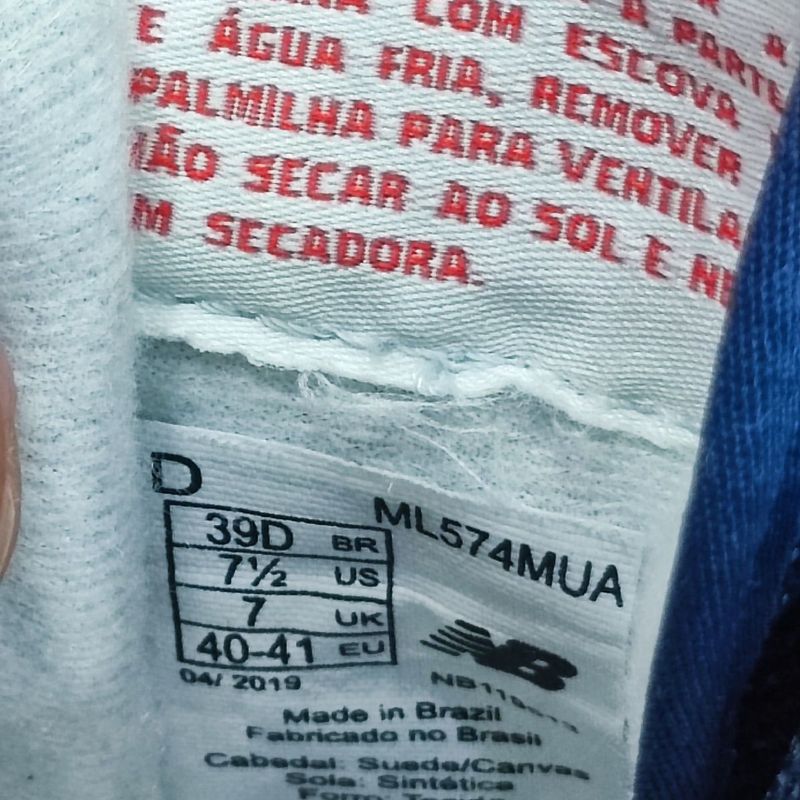 COM ESCOVA
E ÁGUA FRIA, REMOVER
PALMILHA PARA VENTILA
NÃO SECAR AO SOL E
SECADORA.
D
ML574MUA
39D BR
7½ US
7 UK
40-41 EU
04/ 2019
NB
Made in Brazil
Fabricado no Brasil
Cabedal: Suede/Canvas
Sola: Sintética